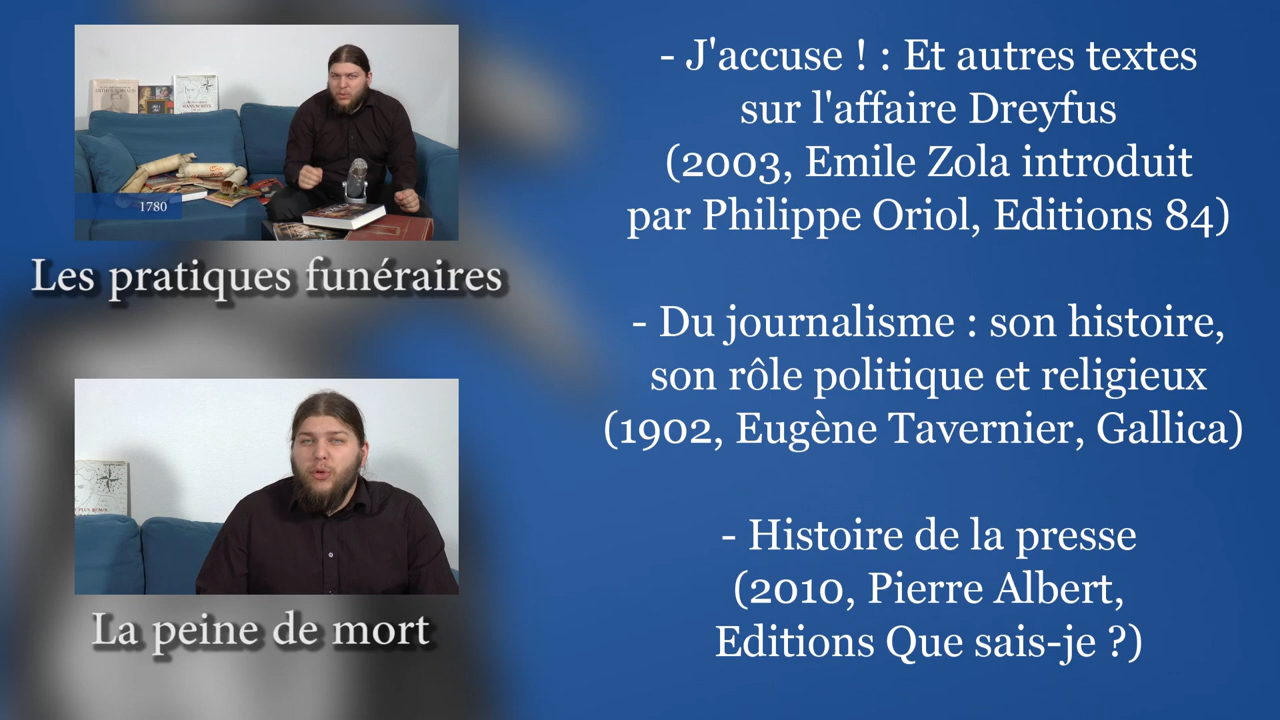 1780
Les pratiques funéraires
La peine de mort
- J'accuse ! : Et autres textes
sur l'affaire Dreyfus
(2003, Emile Zola introduit
par Philippe Oriol, Editions 84)
- Du journalisme : son histoire,
son rôle politique et religieux
(1902, Eugène Tavernier, Gallica)
- Histoire de la presse
(2010, Pierre Albert,
Editions Que sais-je ?)